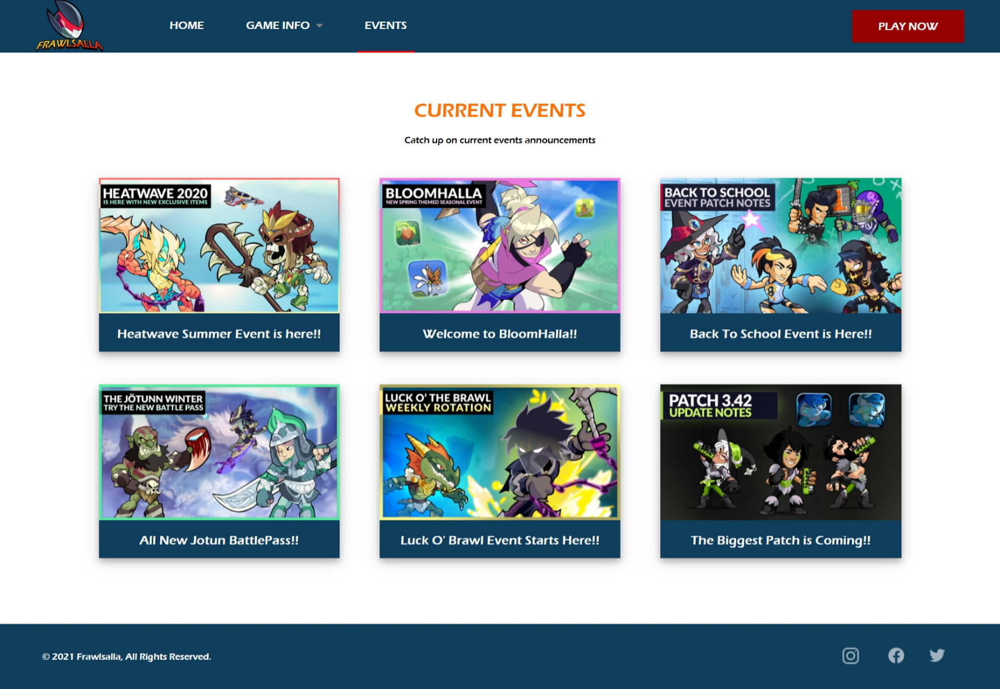 FRAWLSALLA
HOME
GAME INFO
EVENTS
PLAY NOW
CURRENT EVENTS
Catch up on current events announcements
HEATWAVE 2020
IS HERE WITH NEW EXCLUSIVE ITEMS
Heatwave Summer Event is here!!
BLOOMHALLA
NEW SPRING THEMED SEASONAL EVENT
Welcome to BloomHalla!!
BACK TO SCHOOL
EVENT PATCH NOTES
Back To School Event is Here!!
THE JÖTUNN WINTER
TRY THE NEW BATTLE PASS
All New Jotun BattlePass!!
LUCK O' THE BRAWL
WEEKLY ROTATION
Luck O' Brawl Event Starts Here!!
PATCH 3.42
UPDATE NOTES
The Biggest Patch is Coming!!
© 2021 Frawlsalla, All Rights Reserved.